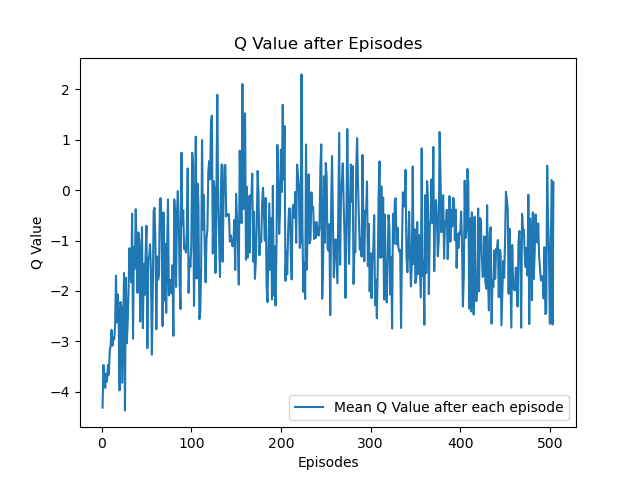 Q Value after Episodes
2
1
0
−1
−2
−3
−4
Q Value
Mean Q Value after each episode
0 100 200 300 400 500
Episodes